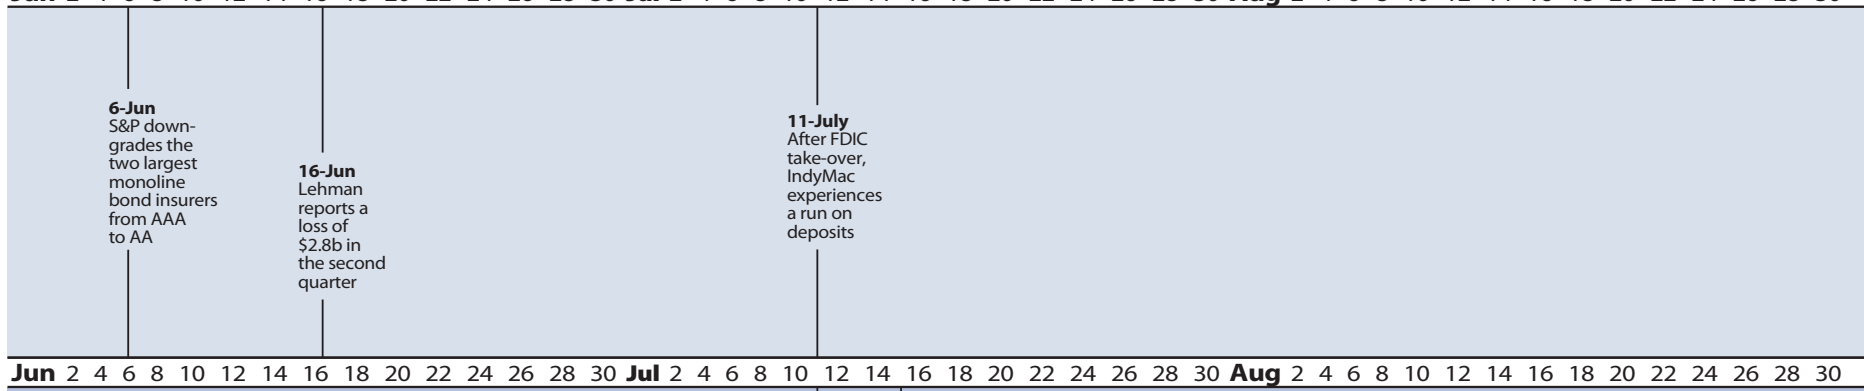 6-Jun
S&P down-
grades the
two largest
monoline
bond insurers
from AAA
to AA
16-Jun
Lehman
reports a
loss of
$2.8b in
the second
quarter
11-July
After FDIC
take-over,
IndyMac
experiences
a run on
deposits
Jun 2 4 6 8 10 12 14 16 18 20 22 24 26 28 30 Jul 2 4 6 8 10 12 14 16 18 20 22 24 26 28 30 Aug 2 4 6 8 10 12 14 16 18 20 22 24 26 28 30